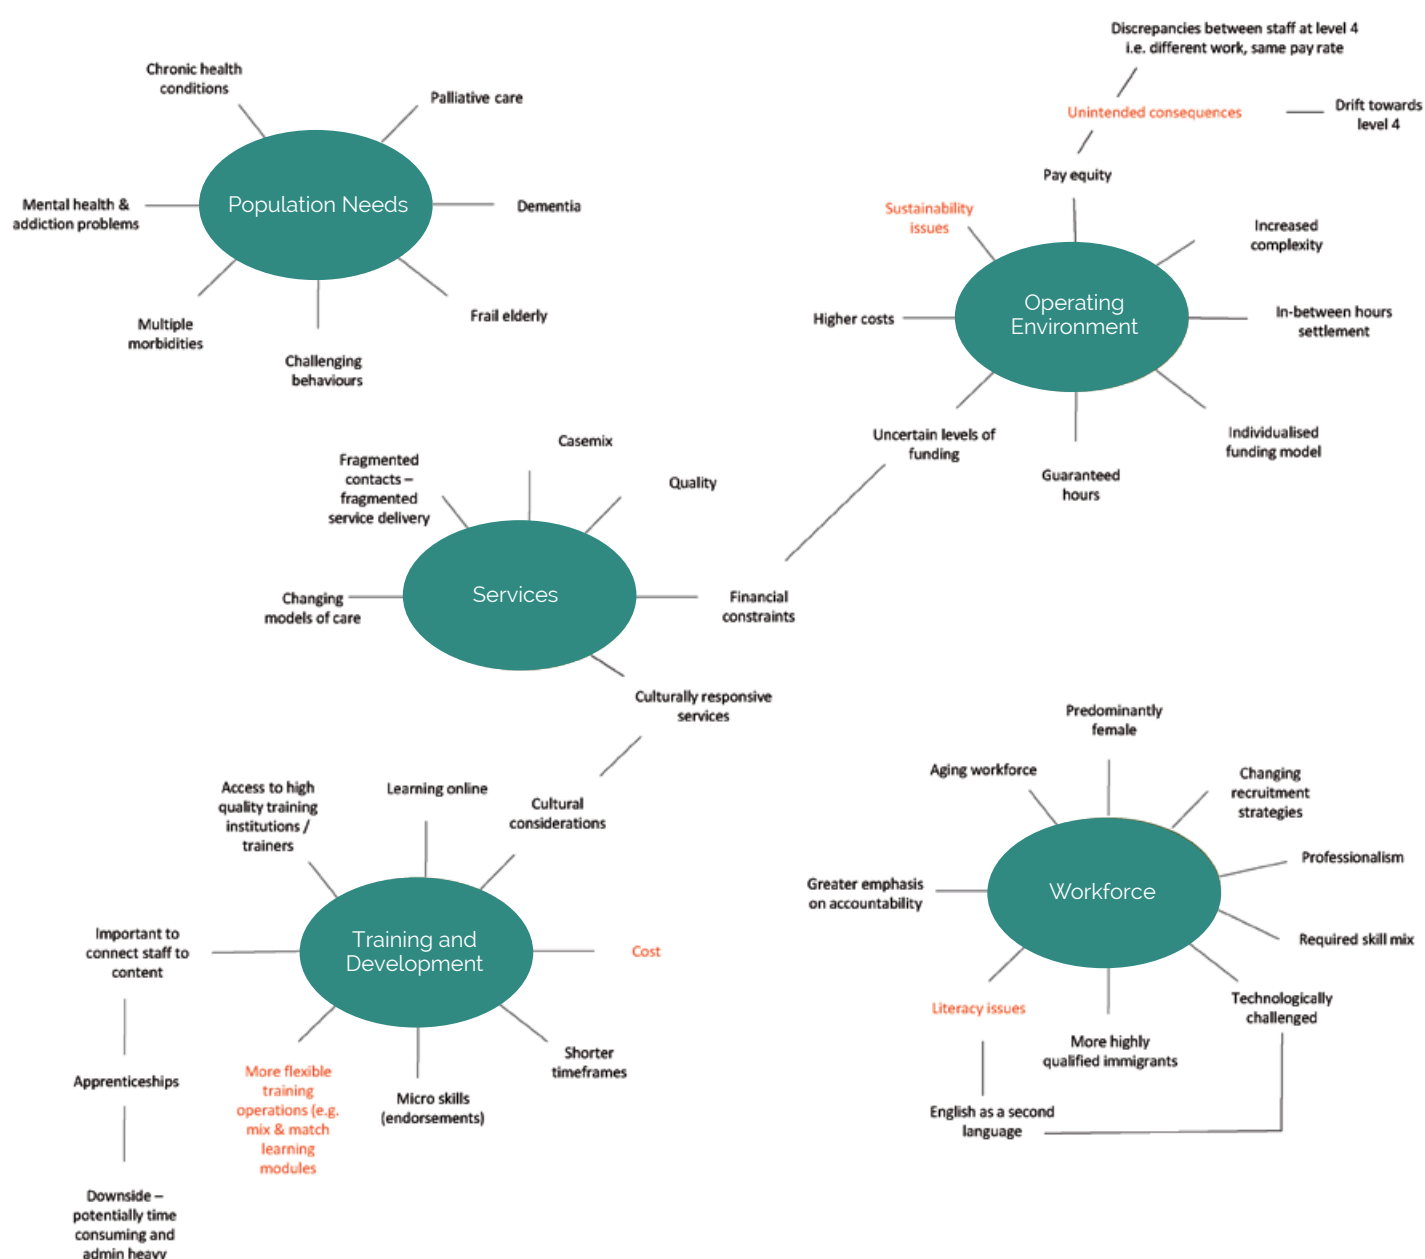 Chronic health
conditions
Palliative care
Population Needs
Mental health &
addiction problems
Dementia
Multiple
morbidities
Challenging
behaviours
Frail elderly
Discrepancies between staff at level 4
i.e. different work, same pay rate
Unintended consequences
Drift towards
level 4
Pay equity
Sustainability
issues
Increased
complexity
Operating
Environment
Higher costs
In-between hours
settlement
Uncertain levels of
funding
Guaranteed
hours
Individualised
funding model
Casemix
Fragmented
contacts –
fragmented
service delivery
Quality
Services
Changing
models of care
Financial
constraints
Culturally responsive
services
Access to high
quality training
institutions /
trainers
Learning online
Cultural
considerations
Training and
Development
Important to
connect staff to
content
Cost
Apprenticeships
Downside –
potentially time
consuming and
admin heavy
More flexible
training
operations (e.g.
mix & match
learning
modules
Micro skills
(endorsements)
Shorter
timeframes
Predominantly
female
Aging workforce
Changing
recruitment
strategies
Professionalism
Greater emphasis
on accountability
Workforce
Required skill mix
Literacy issues
More highly
qualified immigrants
Technologically
challenged
English as a second
language